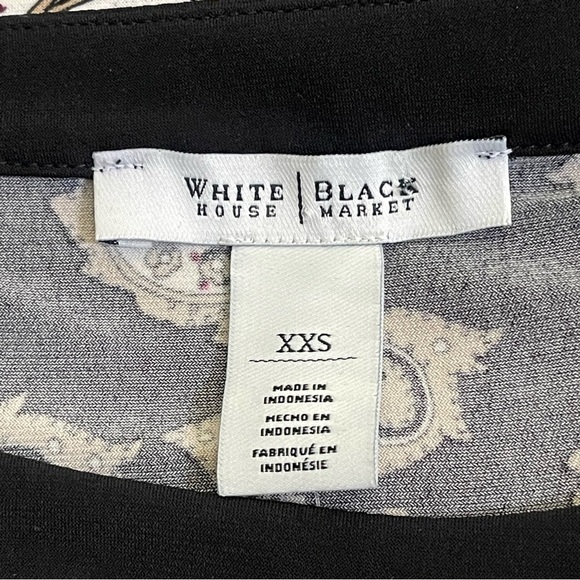 WHITE | BLACK
HOUSE | MARKET
XXS
MADE IN
INDONESIA
HECHO EN
INDONESIA
FABRIQUÉ EN
INDONÉSIE